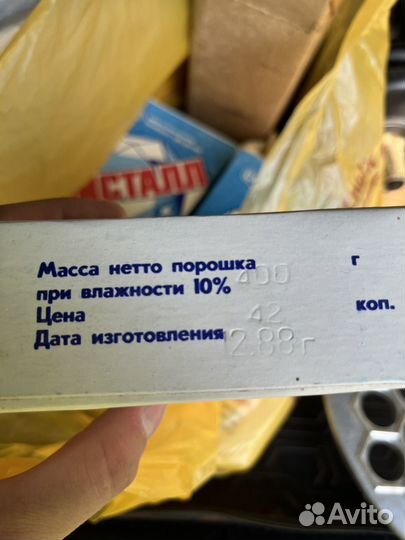 СТАЛЛ
Масса нетто порошка 400 г
при влажности 10%
Цена 42 коп.
Дата изготовления 12.88 г
Avito